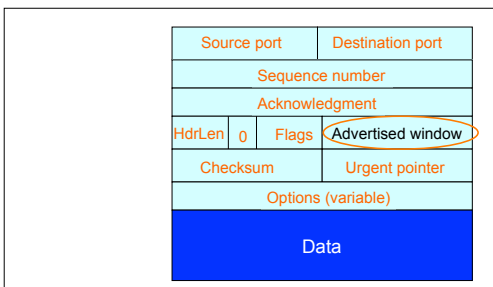 Source port Destination port
Sequence number
Acknowledgment
HdrLen 0 Flags Advertised window
Checksum Urgent pointer
Options (variable)
Data